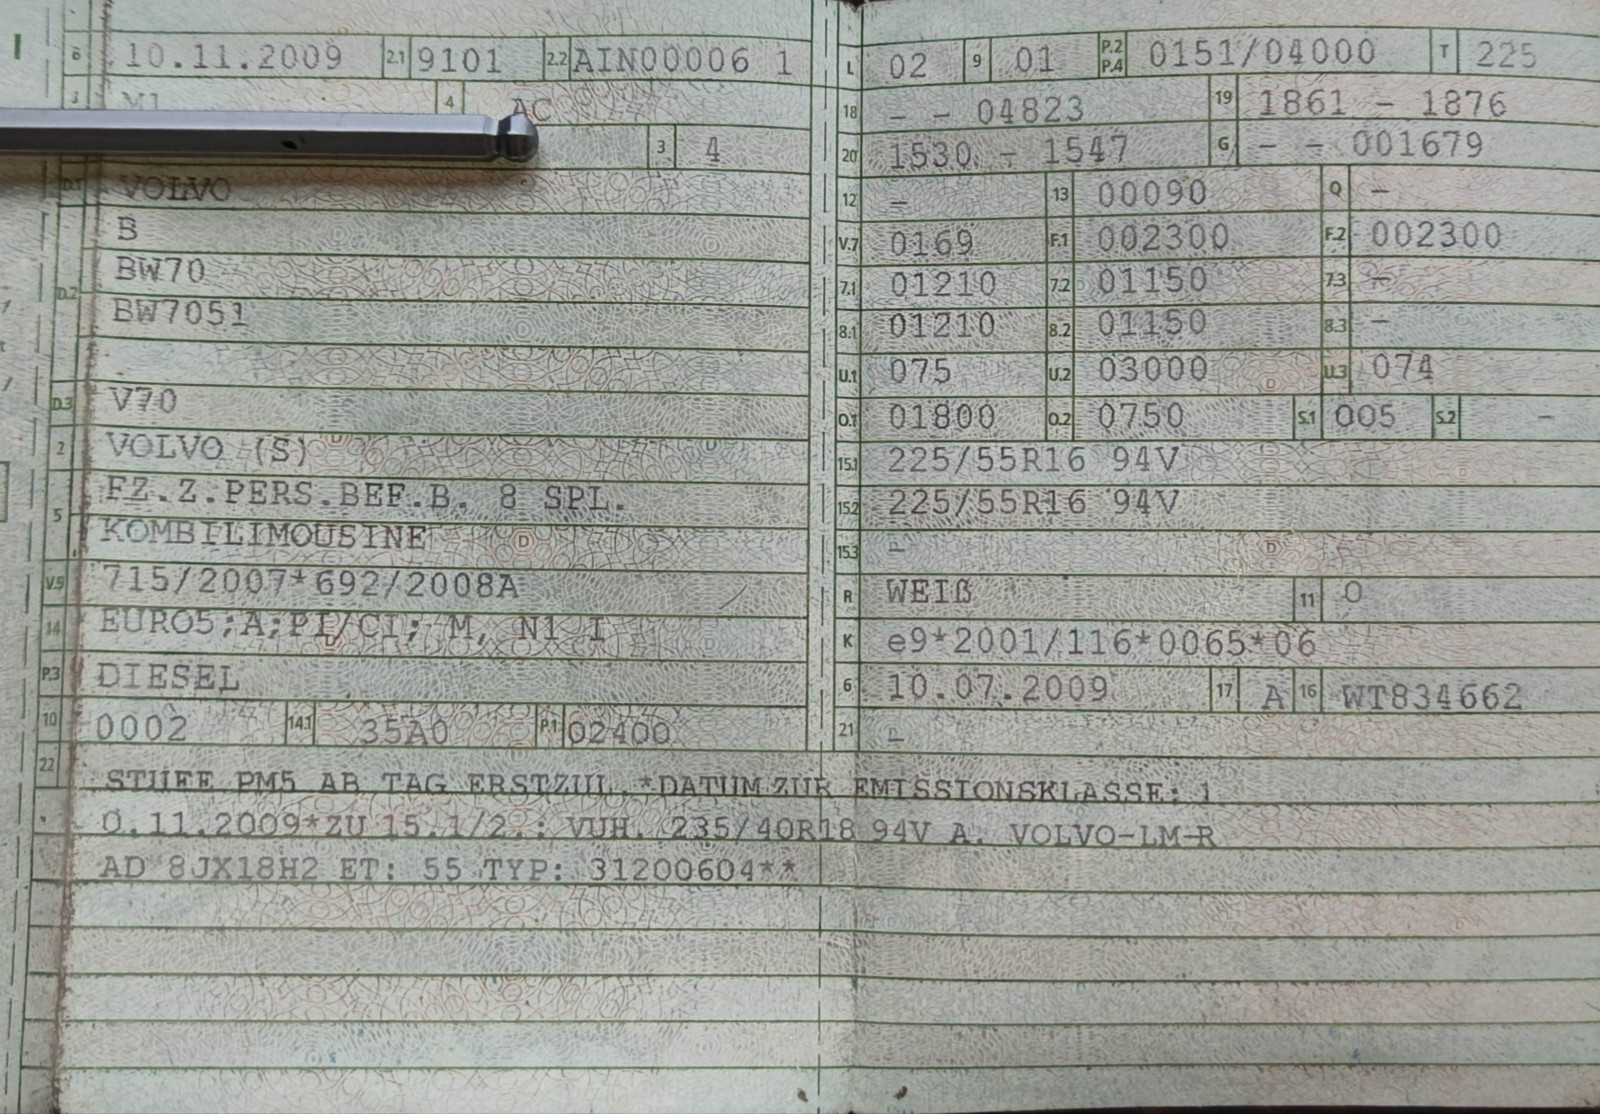 B 10.11.2009 2.1 9101 2.2 AIN00006 1
J M1 4 AC
3 4
D.1 VOLVO
B
D.2 BW70
BW7051
D.3 V70
2 VOLVO (S)
5 FZ.Z.PERS.BEF.B. 8 SPL.
KOMBILIMOUSINE
V.9 715/2007*692/2008A
14 EURO5;A;PI/CI; M, N1 I
P.3 DIESEL
10 0002 14.1 35A0 P.1 02400
L 02 9 01 P.2 P.4 0151/04000 T 225
18 - - 04823 19 1861 - 1876
20 1530 - 1547 G - - 001679
12 - 13 00090 Q -
V.7 0169 F.1 002300 F.2 002300
7.1 01210 7.2 01150 7.3 -
8.1 01210 8.2 01150 8.3 -
U.1 075 U.2 03000 U.3 074
O.1 01800 O.2 0750 S.1 005 S.2 -
15.1 225/55R16 94V
15.2 225/55R16 94V
15.3 -
R WEIß 11 0
K e9*2001/116*0065*06
6 10.07.2009 17 A 16 WT834662
21 -
22 STUFE PM5 AB TAG ERSTZUL.*DATUM ZUR EMISSIONSKLASSE: 1
0.11.2009*ZU 15.1/2.: VUH. 235/40R18 94V A. VOLVO-LM-R
AD 8JX18H2 ET: 55 TYP: 31200604**